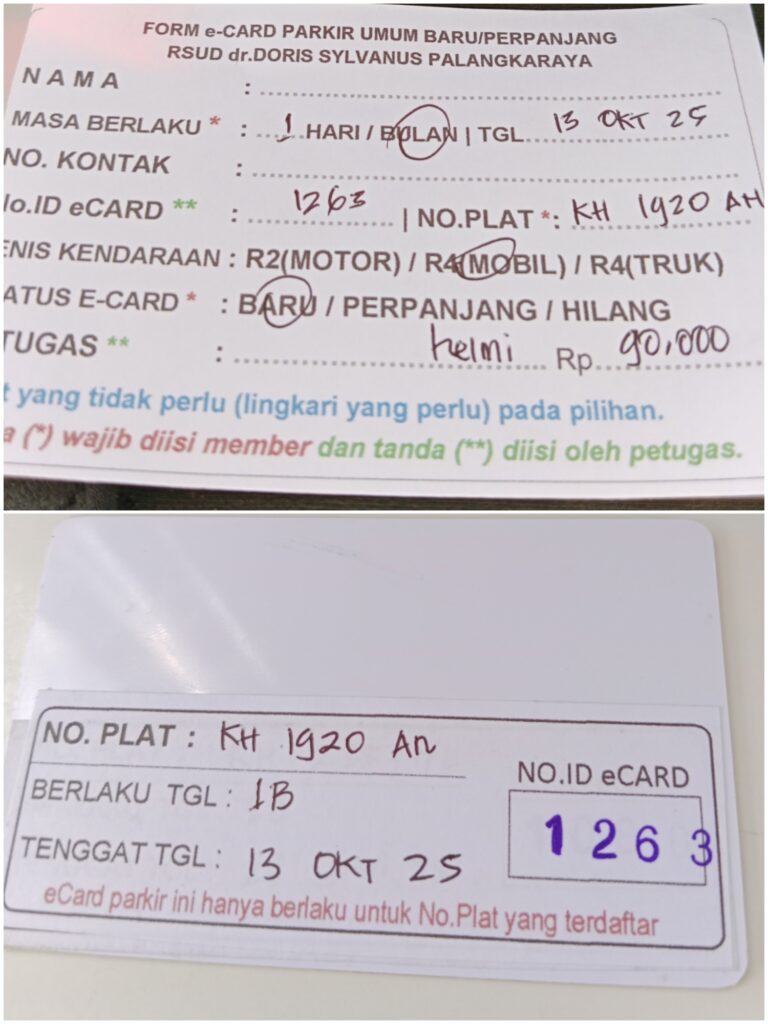 FORM e-CARD PARKIR UMUM BARU/PERPANJANG
RSUD dr.DORIS SYLVANUS PALANGKARAYA
NAMA : ........
MASA BERLAKU * : .... 1 HARI / BULAN | TGL. 13 OKT 25
NO. KONTAK : ........
No.ID eCARD ** : 1263 | NO.PLAT *: KH 1920 AH
ENIS KENDARAAN : R2(MOTOR) / R4(MOBIL) / R4(TRUK)
ATUS E-CARD * : BARU / PERPANJANG / HILANG
TUGAS ** : helmi Rp. 90.000
t yang tidak perlu (lingkari yang perlu) pada pilihan.
a (*) wajib diisi member dan tanda (**) diisi oleh petugas.
NO. PLAT : KH 1920 AH
BERLAKU TGL : 1B
TENGGAT TGL : 13 OKT 25
NO.ID eCARD
1263
eCard parkir ini hanya berlaku untuk No.Plat yang terdaftar